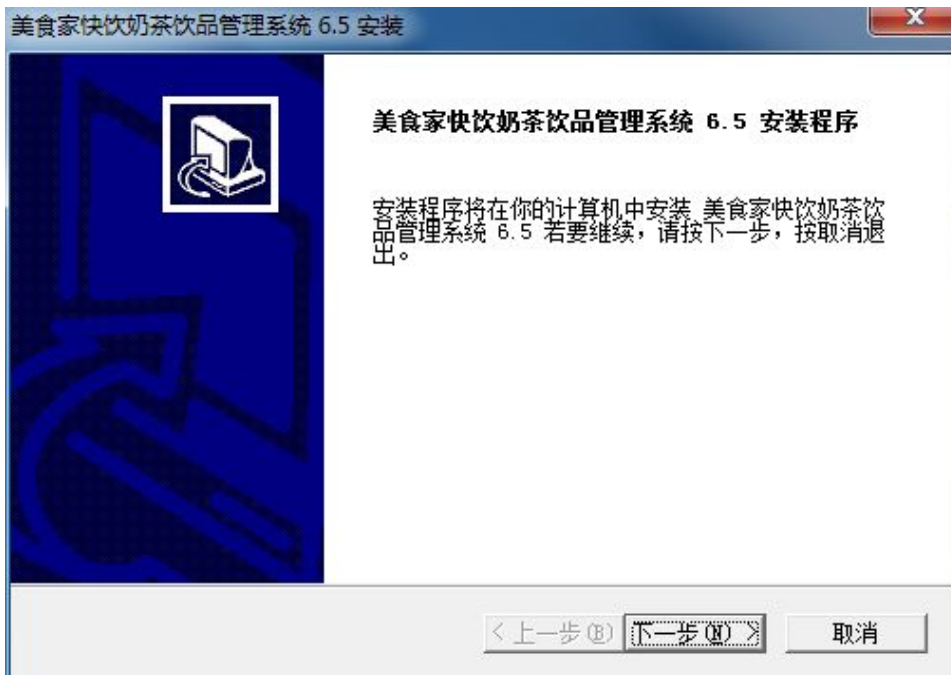 美食家快饮奶茶饮品管理系统 6.5 安装
美食家快饮奶茶饮品管理系统 6.5 安装程序
安装程序将在你的计算机中安装 美食家快饮奶茶饮
品管理系统 6.5 若要继续，请按下一步，按取消退
出。
< 上一步(B) 下一步(N) > 取消